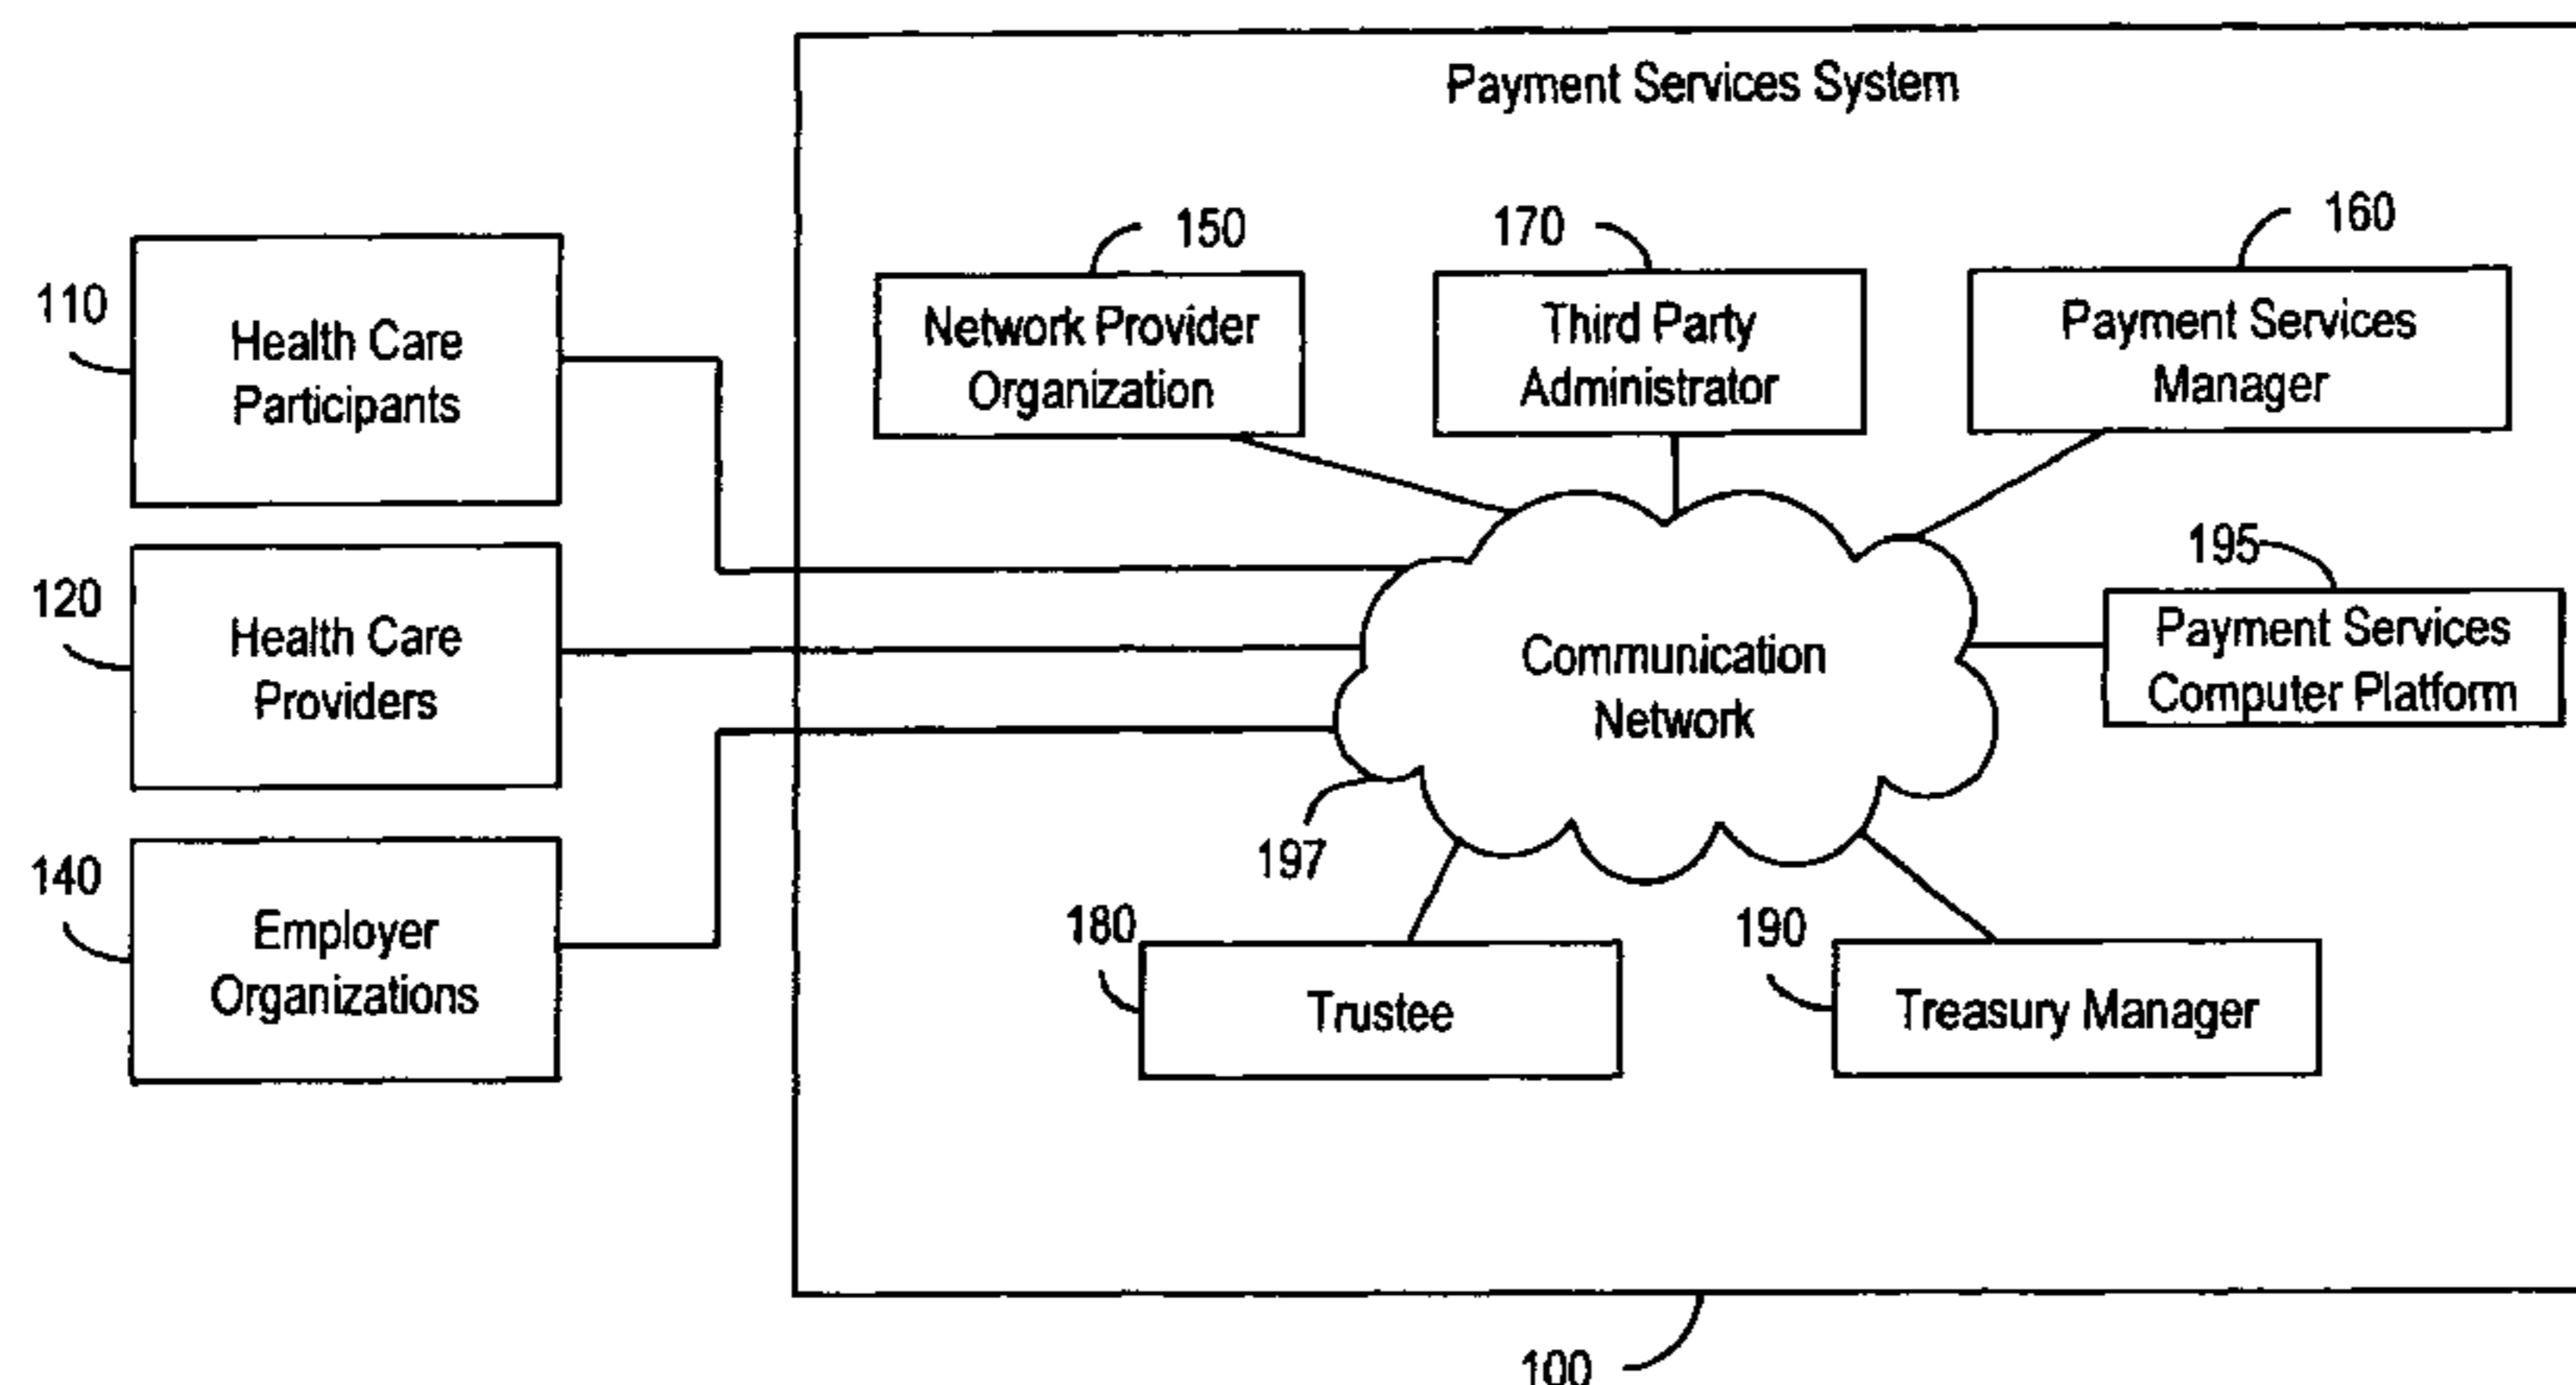 Payment Services System
150
170
160
Network Provider
Organization
Third Party
Administrator
Payment Services
Manager
110
Health Care
Participants
195
Payment Services
Computer Platform
120
Health Care
Providers
Communication
Network
197
140
Employer
Organizations
180
Trustee
190
Treasury Manager
100